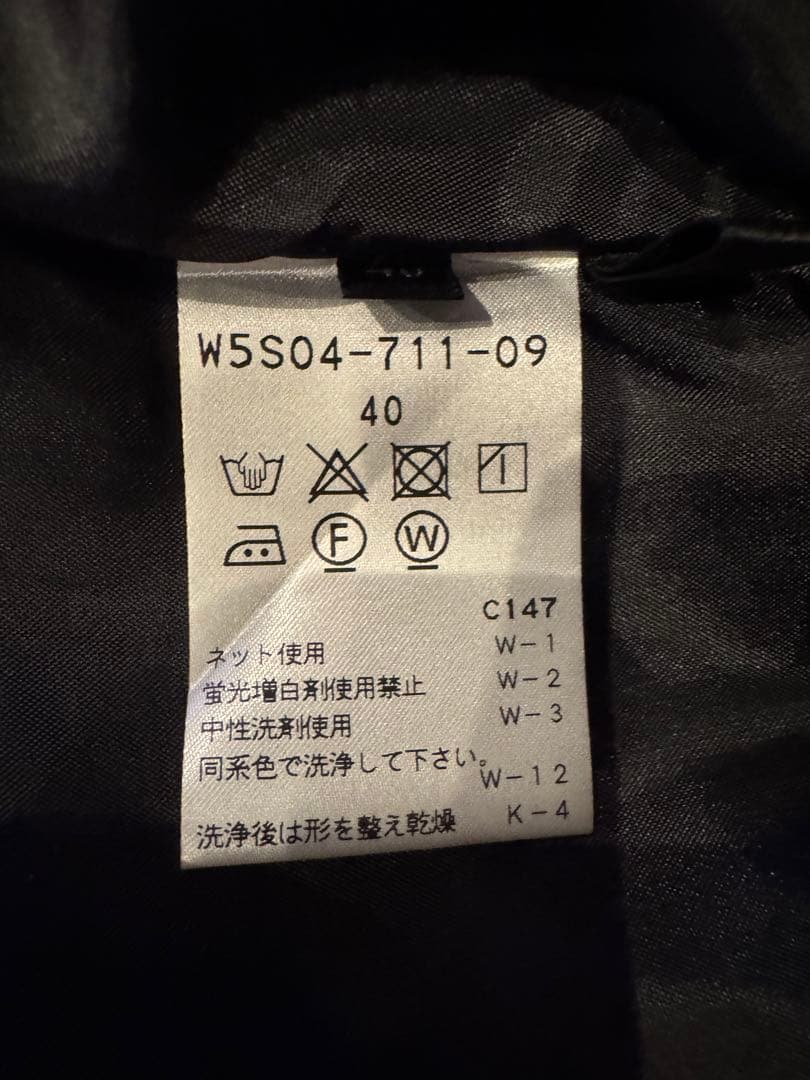 W5S04-711-09
40
F W
C147
ネット使用 W-1
蛍光増白剤使用禁止 W-2
中性洗剤使用 W-3
同系色で洗浄して下さい。 W-12
洗浄後は形を整え乾燥 K-4